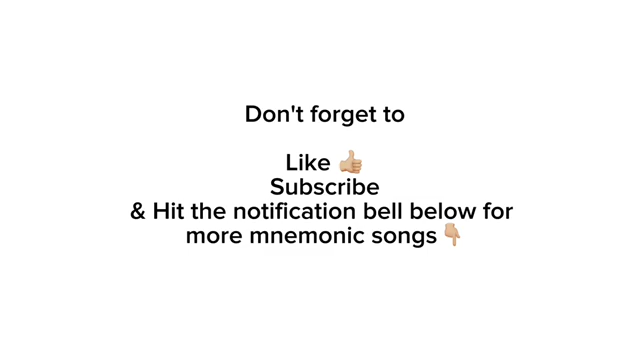 Don't forget to
Like 👍🏼
Subscribe
& Hit the notification bell below for
more mnemonic songs👇🏼